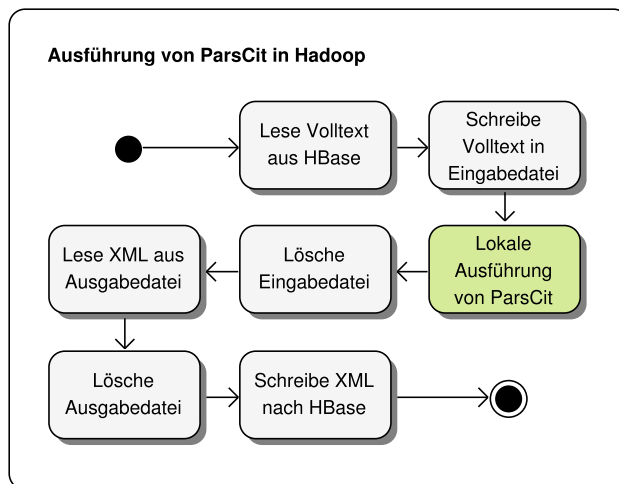 Ausführung von ParsCit in Hadoop
Lese Volltext
aus HBase
Schreibe
Volltext in
Eingabedatei
Lokale
Ausführung
von ParsCit
Lösche
Eingabedatei
Lese XML aus
Ausgabedatei
Lösche
Ausgabedatei
Schreibe XML
nach HBase